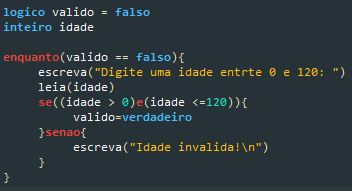 logico valido = falso
inteiro idade
enquanto(valido == falso){
escreva("Digite uma idade entrte 0 e 120: ")
leia(idade)
se((idade > 0)e(idade <=120)){
valido=verdadeiro
}senao{
escreva("Idade invalida!\n")
}
}